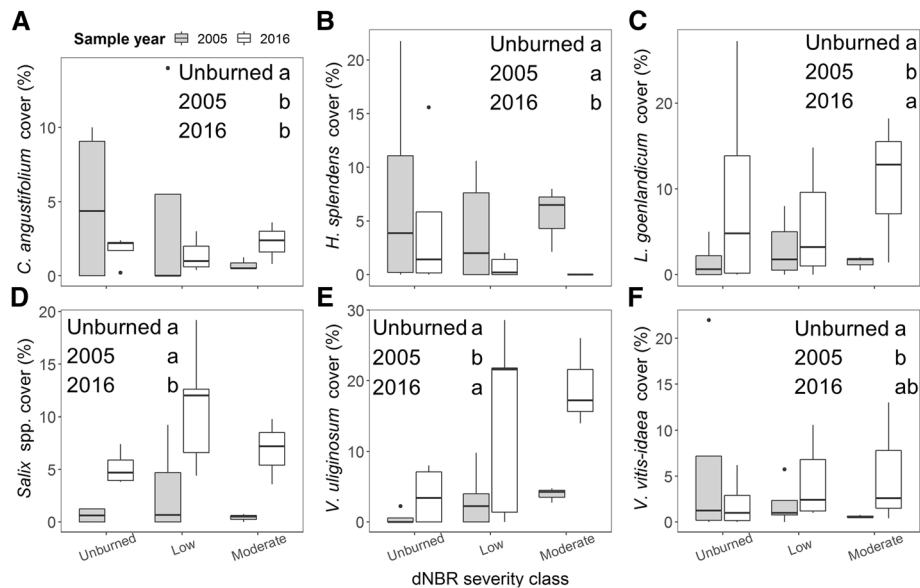 A
Sample year 2005 2016
Unburned a
2005 b
2016 b
10
5
0
C. angustifolium cover (%)
B
Unburned a
2005 a
2016 b
20
15
10
5
0
H. splendens cover (%)
C
Unburned a
2005 b
2016 a
20
10
0
L. goenlandicum cover (%)
D
Unburned a
2005 a
2016 b
20
15
10
5
0
Salix spp. cover (%)
Unburned Low Moderate
E
Unburned a
2005 b
2016 a
30
20
10
0
V. uliginosum cover (%)
Unburned Low Moderate
dNBR severity class
F
Unburned a
2005 b
2016 ab
20
15
10
5
0
V. vitis-idaea cover (%)
Unburned Low Moderate